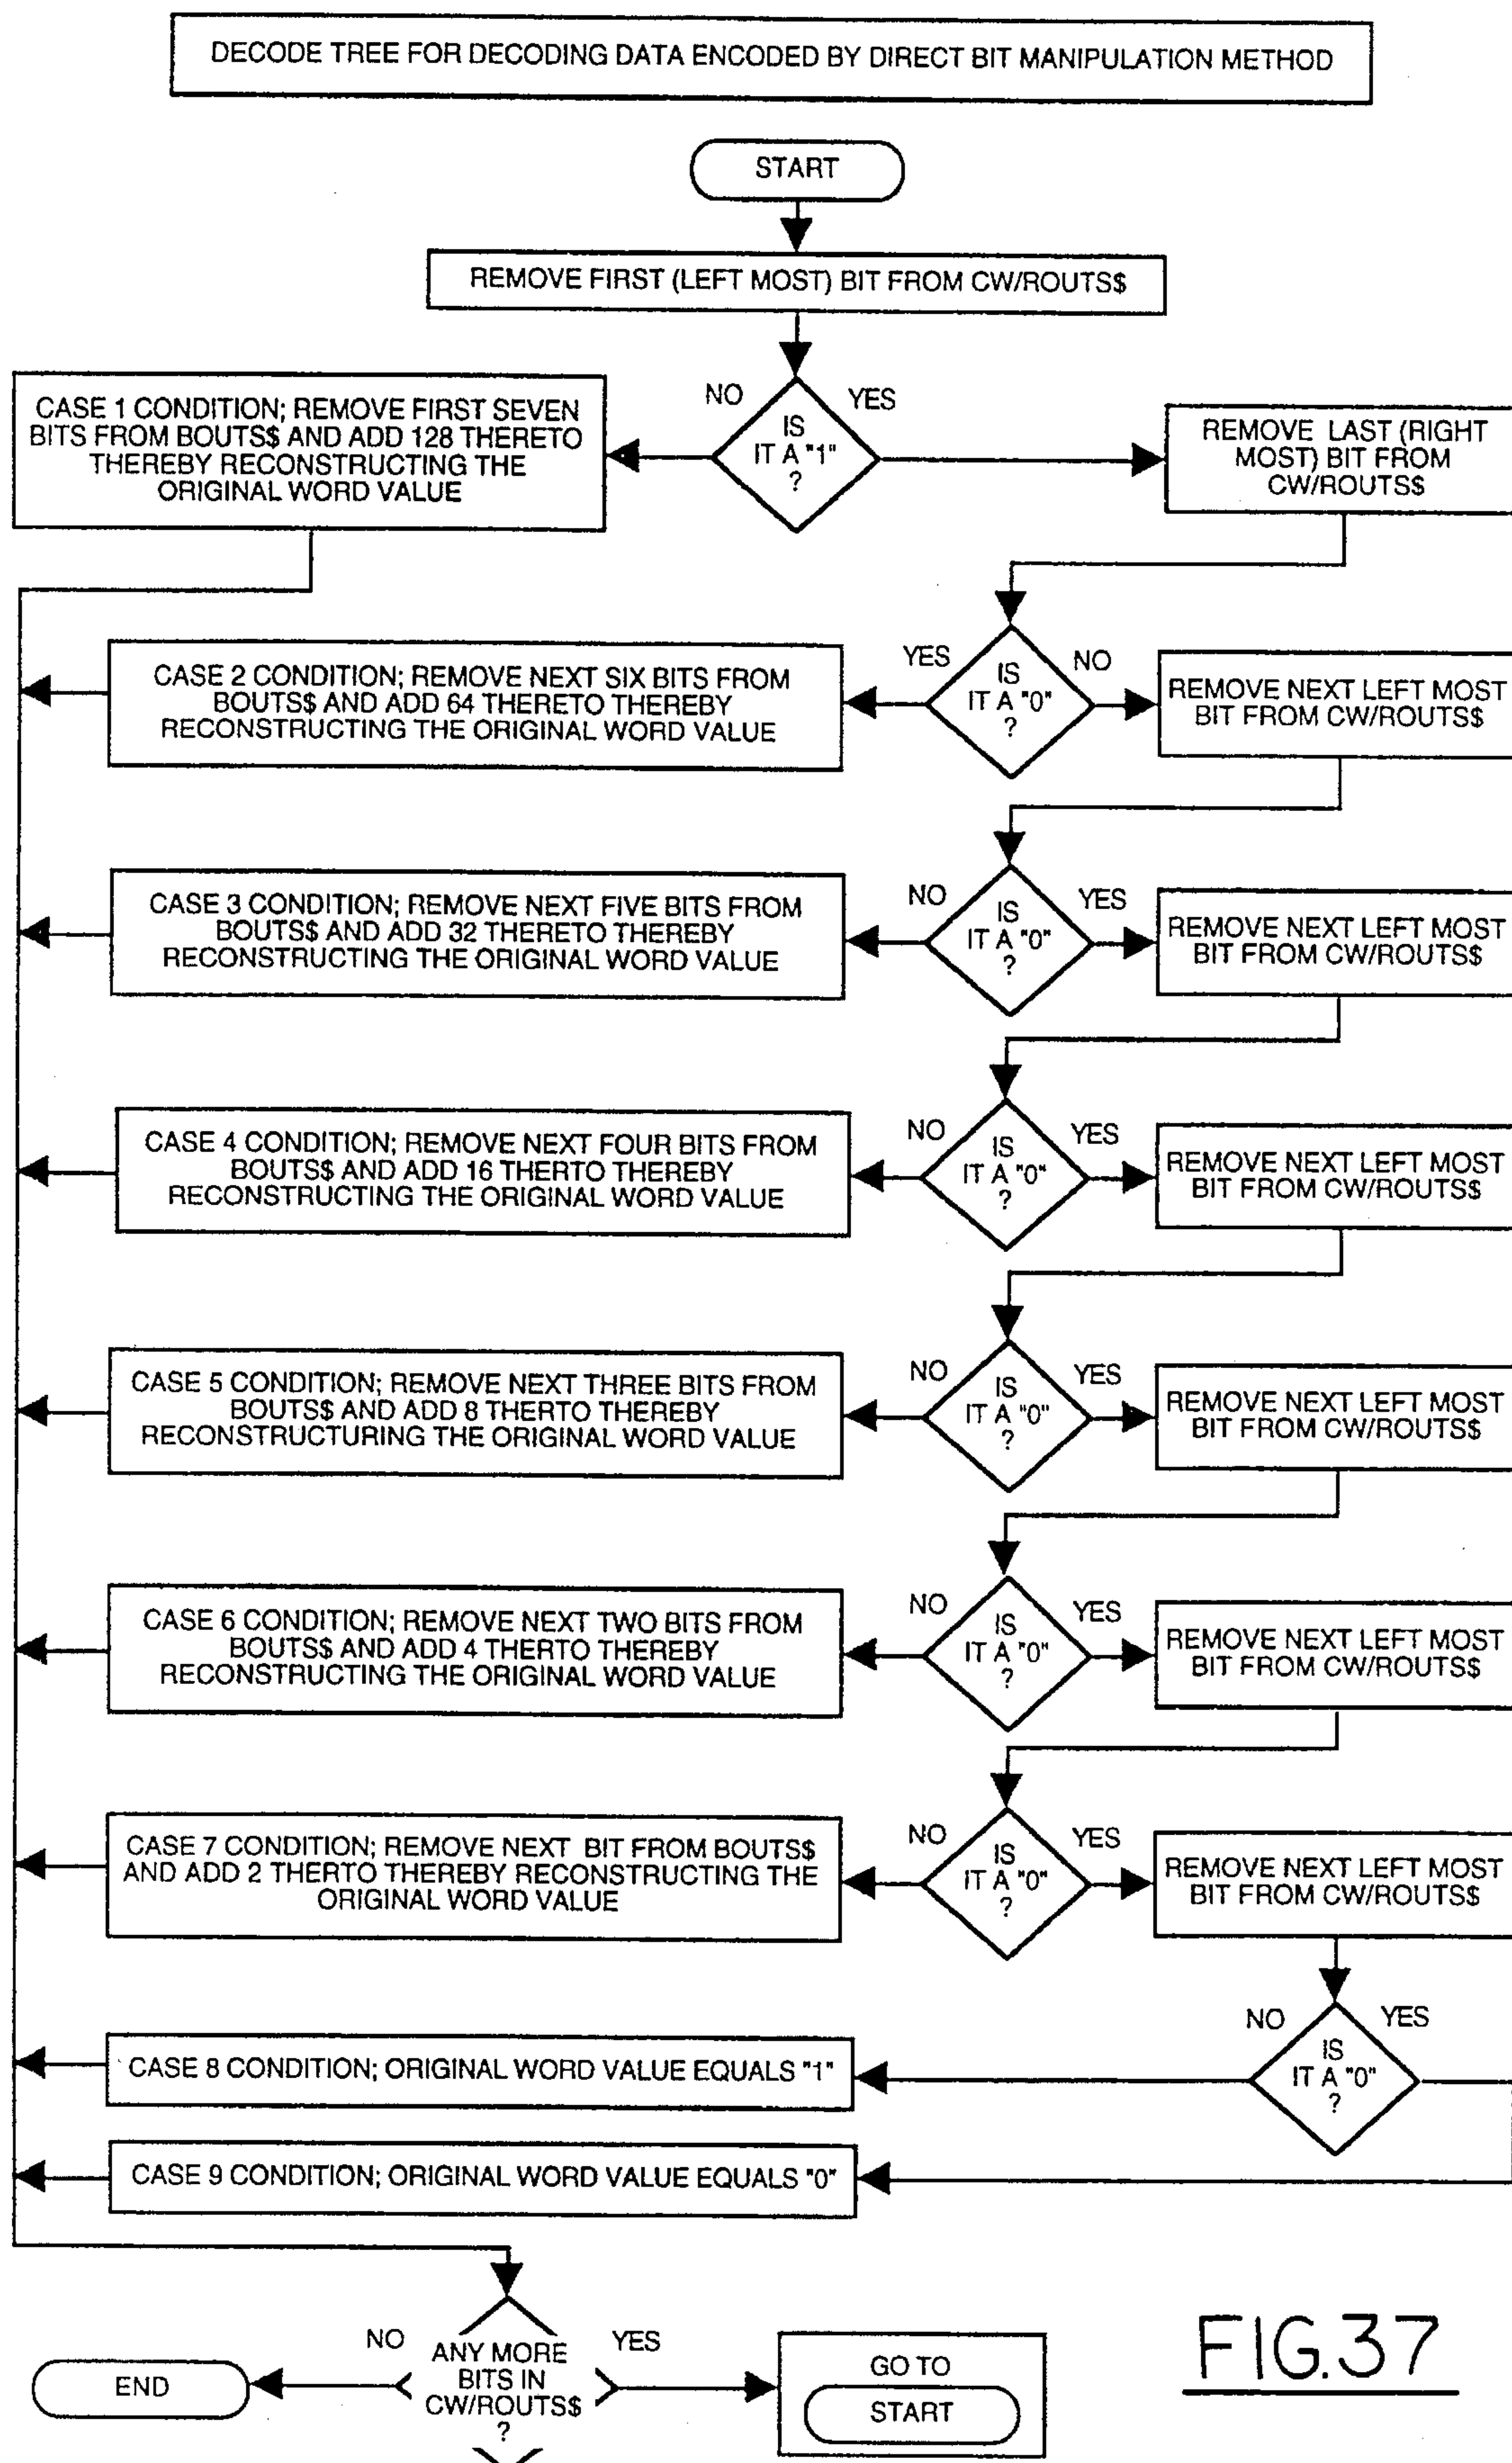 DECODE TREE FOR DECODING DATA ENCODED BY DIRECT BIT MANIPULATION METHOD
START
REMOVE FIRST (LEFT MOST) BIT FROM CW/ROUTS$
CASE 1 CONDITION; REMOVE FIRST SEVEN
BITS FROM BOUTS$ AND ADD 128 THERETO
THEREBY RECONSTRUCTING THE
ORIGINAL WORD VALUE
NO
YES
IS
IT A "1"
?
REMOVE LAST (RIGHT
MOST) BIT FROM
CW/ROUTS$
CASE 2 CONDITION; REMOVE NEXT SIX BITS FROM
BOUTS$ AND ADD 64 THERETO THEREBY
RECONSTRUCTING THE ORIGINAL WORD VALUE
YES
NO
IS
IT A "0"
?
REMOVE NEXT LEFT MOST
BIT FROM CW/ROUTS$
CASE 3 CONDITION; REMOVE NEXT FIVE BITS FROM
BOUTS$ AND ADD 32 THERETO THEREBY
RECONSTRUCTING THE ORIGINAL WORD VALUE
NO
YES
IS
IT A "0"
?
REMOVE NEXT LEFT MOST
BIT FROM CW/ROUTS$
CASE 4 CONDITION; REMOVE NEXT FOUR BITS FROM
BOUTS$ AND ADD 16 THERTO THEREBY
RECONSTRUCTING THE ORIGINAL WORD VALUE
NO
YES
IS
IT A "0"
?
REMOVE NEXT LEFT MOST
BIT FROM CW/ROUTS$
CASE 5 CONDITION; REMOVE NEXT THREE BITS FROM
BOUTS$ AND ADD 8 THERTO THEREBY
RECONSTRUCTURING THE ORIGINAL WORD VALUE
NO
YES
IS
IT A "0"
?
REMOVE NEXT LEFT MOST
BIT FROM CW/ROUTS$
CASE 6 CONDITION; REMOVE NEXT TWO BITS FROM
BOUTS$ AND ADD 4 THERTO THEREBY
RECONSTRUCTING THE ORIGINAL WORD VALUE
NO
YES
IS
IT A "0"
?
REMOVE NEXT LEFT MOST
BIT FROM CW/ROUTS$
CASE 7 CONDITION; REMOVE NEXT BIT FROM BOUTS$
AND ADD 2 THERTO THEREBY RECONSTRUCTING THE
ORIGINAL WORD VALUE
NO
YES
IS
IT A "0"
?
REMOVE NEXT LEFT MOST
BIT FROM CW/ROUTS$
CASE 8 CONDITION; ORIGINAL WORD VALUE EQUALS "1"
NO
YES
IS
IT A "0"
?
CASE 9 CONDITION; ORIGINAL WORD VALUE EQUALS "0"
END
NO
ANY MORE
BITS IN
CW/ROUTS$
?
YES
GO TO
START
FIG.37